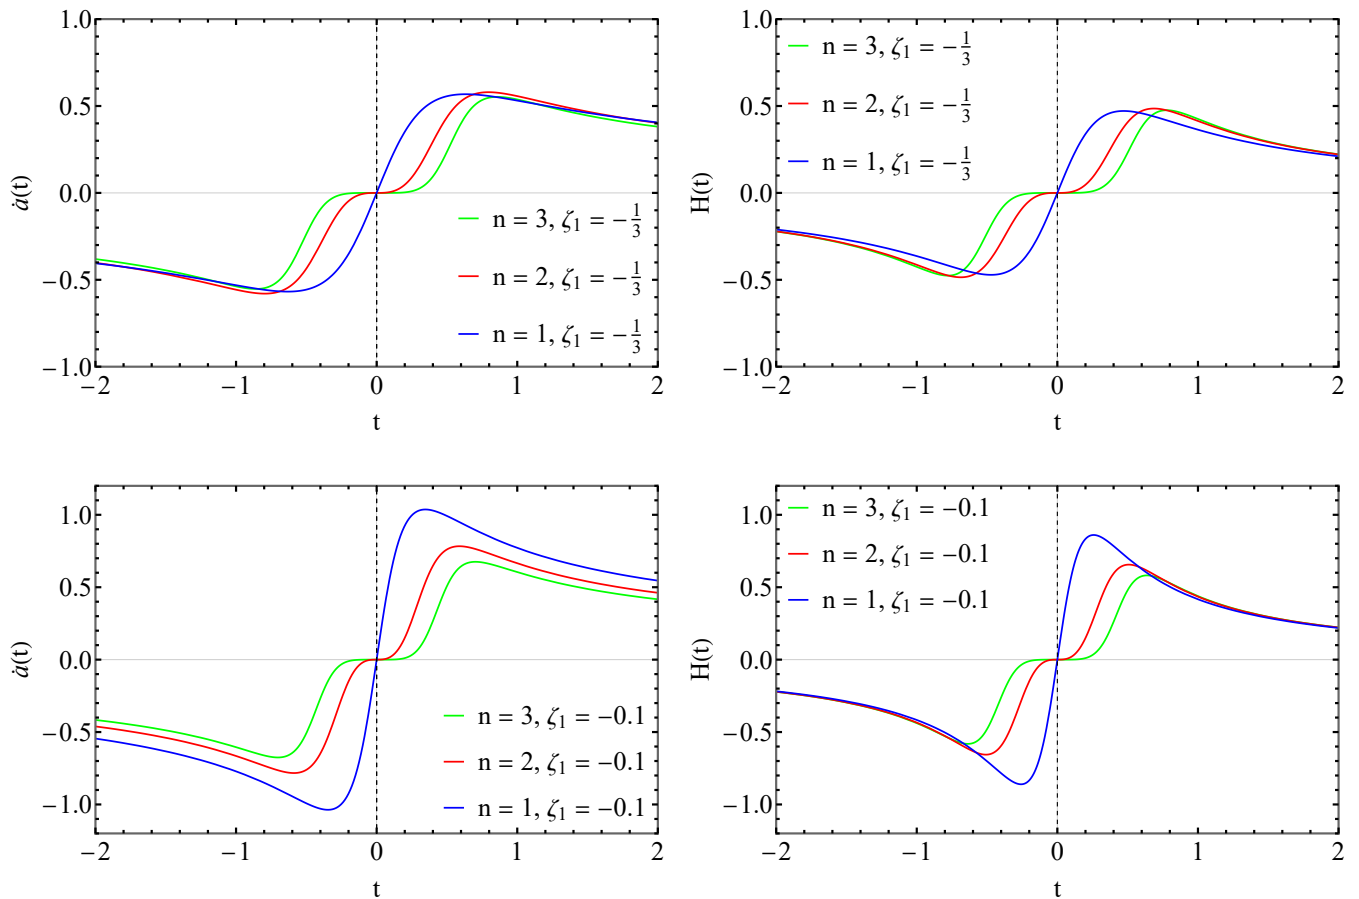 1.0
0.5
0.0
−0.5
−1.0
ȧ(t)
n = 3, ζ₁ = −1/3
n = 2, ζ₁ = −1/3
n = 1, ζ₁ = −1/3
−2 −1 0 1 2
t
1.0
0.5
0.0
−0.5
−1.0
H(t)
n = 3, ζ₁ = −1/3
n = 2, ζ₁ = −1/3
n = 1, ζ₁ = −1/3
−2 −1 0 1 2
t
1.0
0.5
0.0
−0.5
−1.0
ȧ(t)
n = 3, ζ₁ = −0.1
n = 2, ζ₁ = −0.1
n = 1, ζ₁ = −0.1
−2 −1 0 1 2
t
1.0
0.5
0.0
−0.5
−1.0
H(t)
n = 3, ζ₁ = −0.1
n = 2, ζ₁ = −0.1
n = 1, ζ₁ = −0.1
−2 −1 0 1 2
t